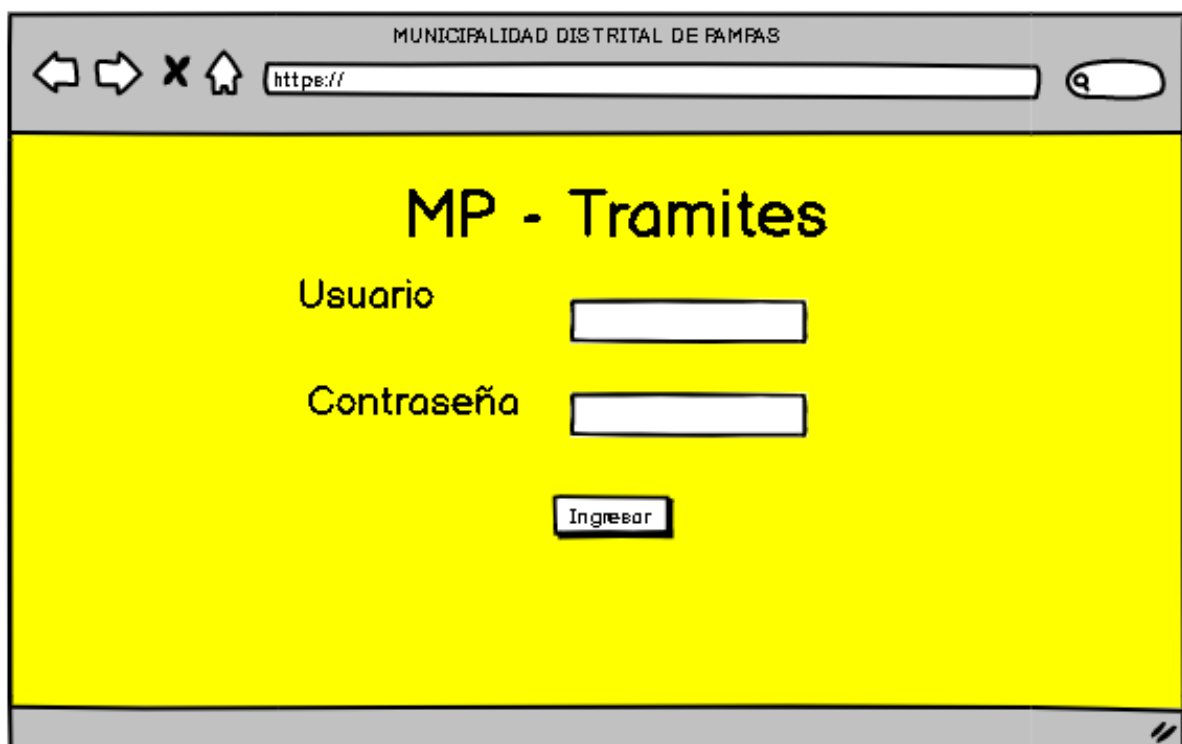 MUNICIPALIDAD DISTRITAL DE PAMPAS
https://
MP - Tramites
Usuario
Contraseña
Ingresar